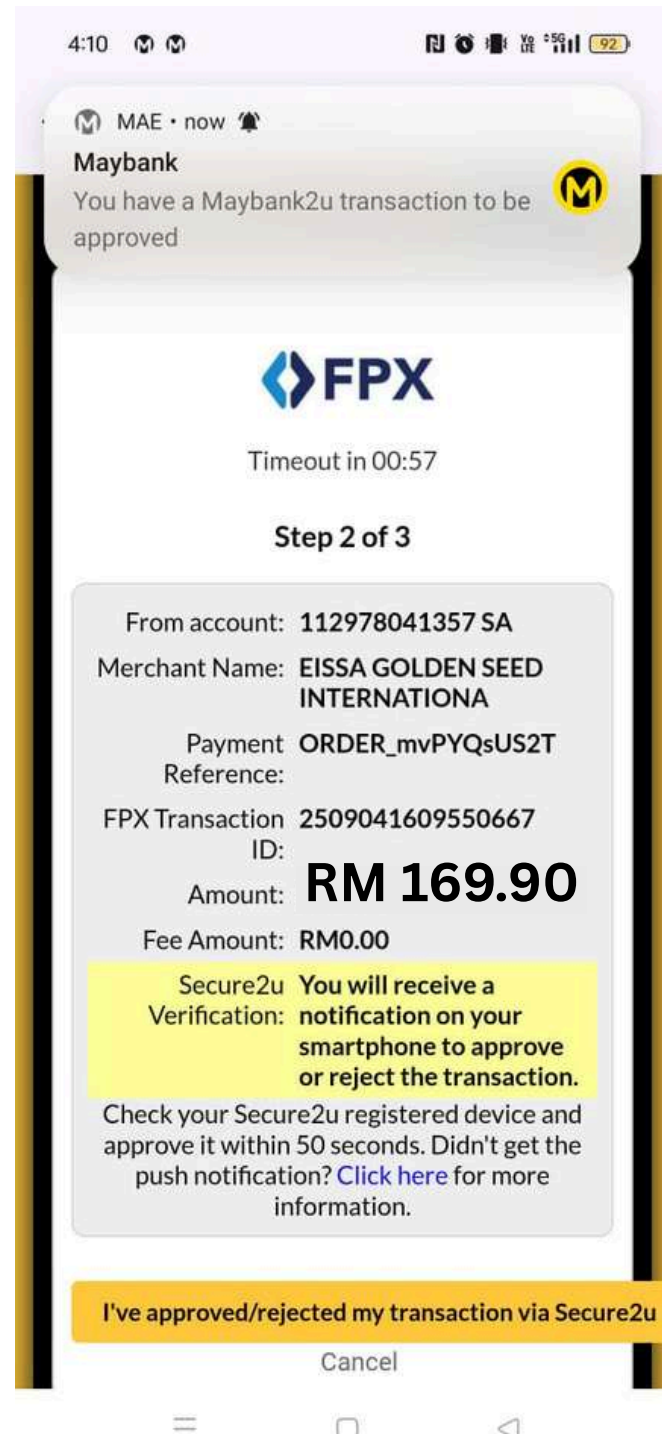 4:10
Vo LTE 5G 92
MAE • now
Maybank
You have a Maybank2u transaction to be
approved
FPX
Timeout in 00:57
Step 2 of 3
From account: 112978041357 SA
Merchant Name: EISSA GOLDEN SEED
INTERNATIONA
Payment ORDER_mvPYQsUS2T
Reference:
FPX Transaction 2509041609550667
ID:
Amount: RM 169.90
Fee Amount: RM0.00
Secure2u You will receive a
Verification: notification on your
smartphone to approve
or reject the transaction.
Check your Secure2u registered device and
approve it within 50 seconds. Didn't get the
push notification? Click here for more
information.
I've approved/rejected my transaction via Secure2u
Cancel